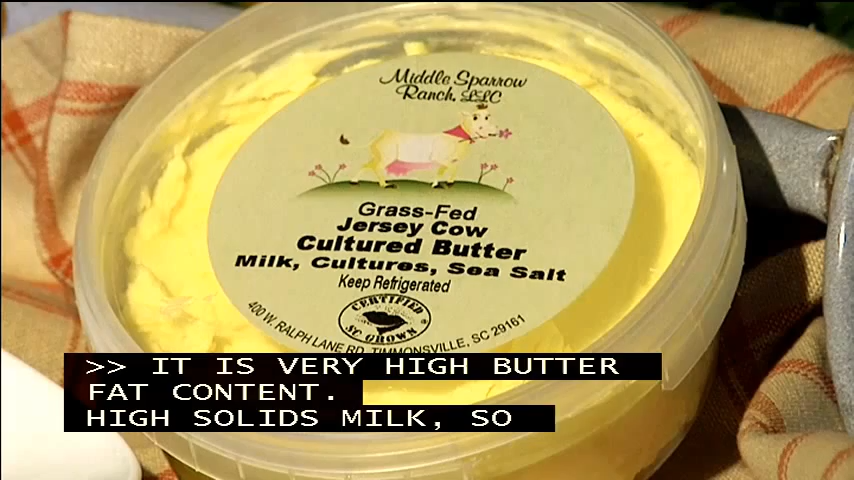 Middle Sparrow
Ranch, LLC
Grass-Fed
Jersey Cow
Cultured Butter
Milk, Cultures, Sea Salt
Keep Refrigerated
CERTIFIED
SC GROWN
400 W. RALPH LANE RD, TIMMONSVILLE, SC 29161
>> IT IS VERY HIGH BUTTER
FAT CONTENT.
HIGH SOLIDS MILK, SO